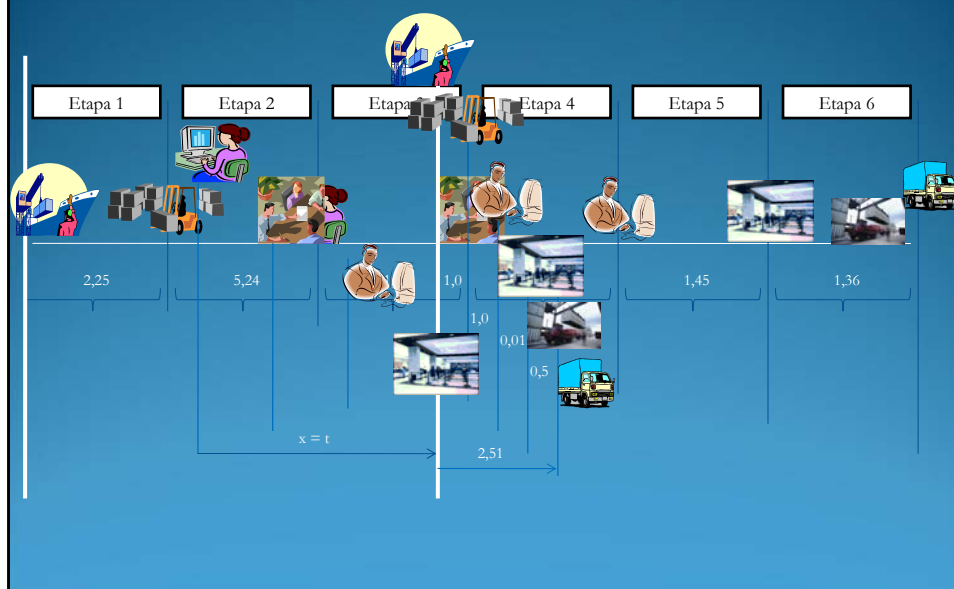 Etapa 1
Etapa 2
Etapa
Etapa 4
Etapa 5
Etapa 6
2,25
5,24
1,0
1,45
1,36
1,0
0,01
0,5
x = t
2,51